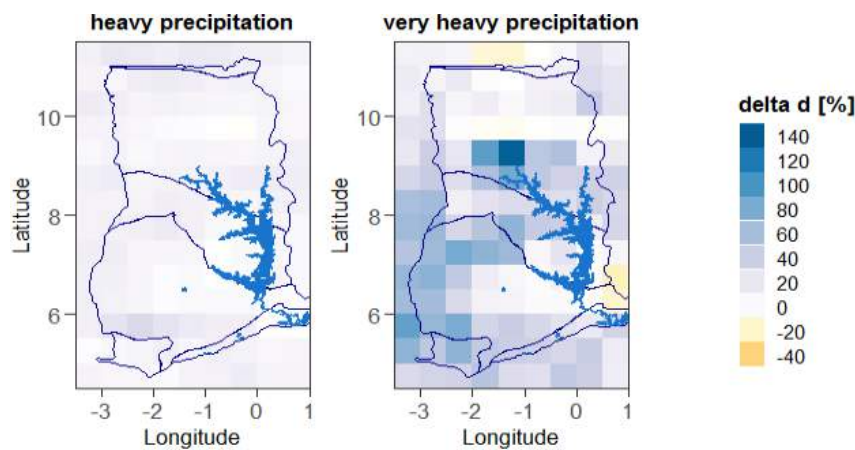 heavy precipitation
very heavy precipitation
10
8
6
Latitude
-3 -2 -1 0 1
Longitude
10
8
6
Latitude
-3 -2 -1 0 1
Longitude
delta d [%]
140
120
100
80
60
40
20
0
-20
-40